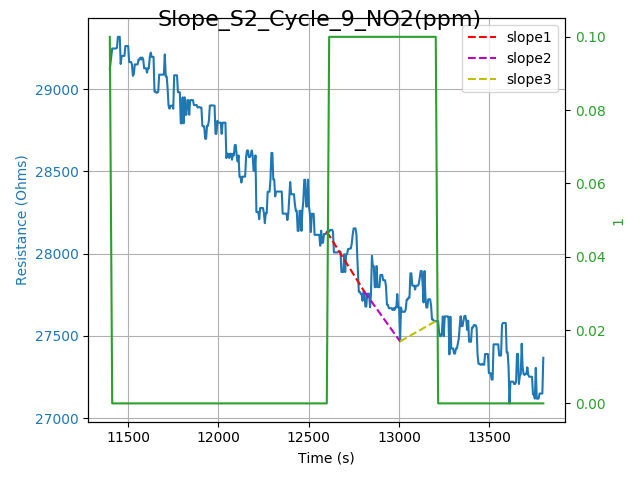 Slope_S2_Cycle_9_NO2(ppm)
slope1
slope2
slope3
29000
28500
28000
27500
27000
Resistance (Ohms)
0.10
0.08
0.06
0.04
0.02
0.00
1
11500 12000 12500 13000 13500
Time (s)